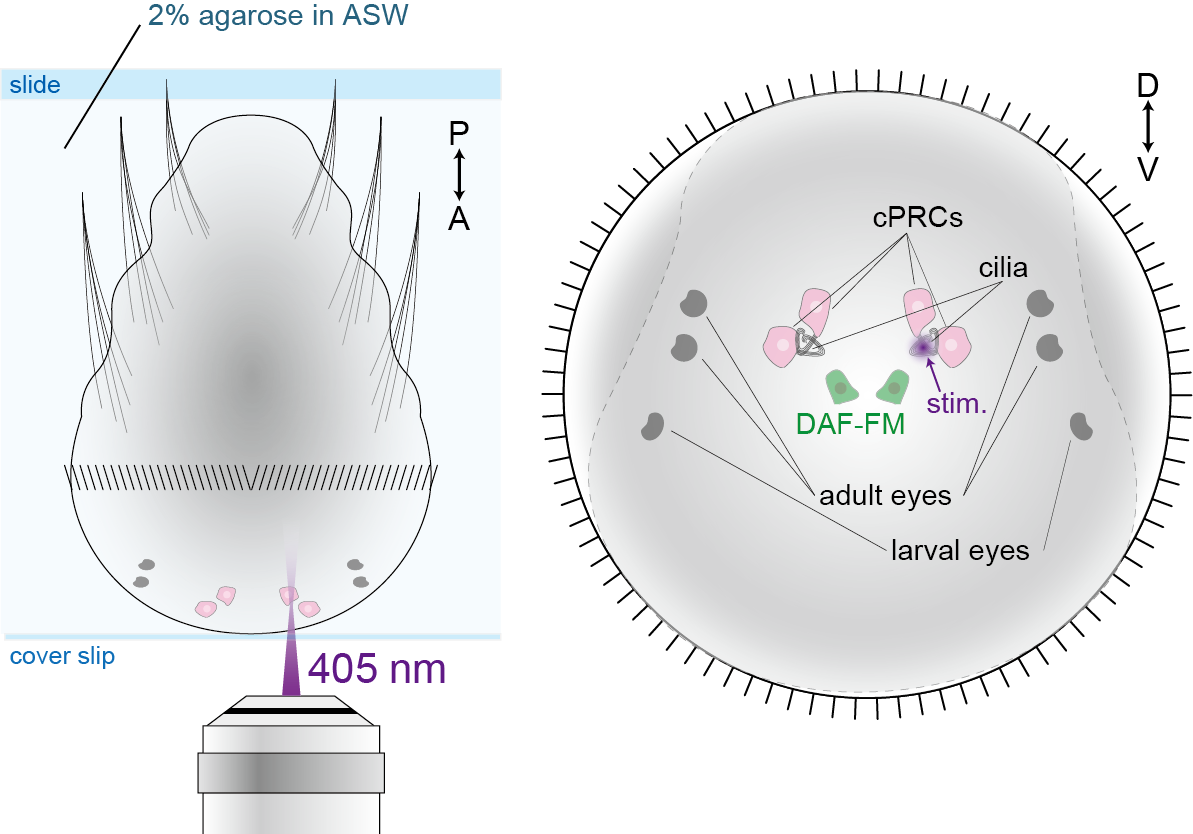 2% agarose in ASW
slide
P
A
cover slip
405 nm
D
V
cPRCs
cilia
stim.
DAF-FM
adult eyes
larval eyes